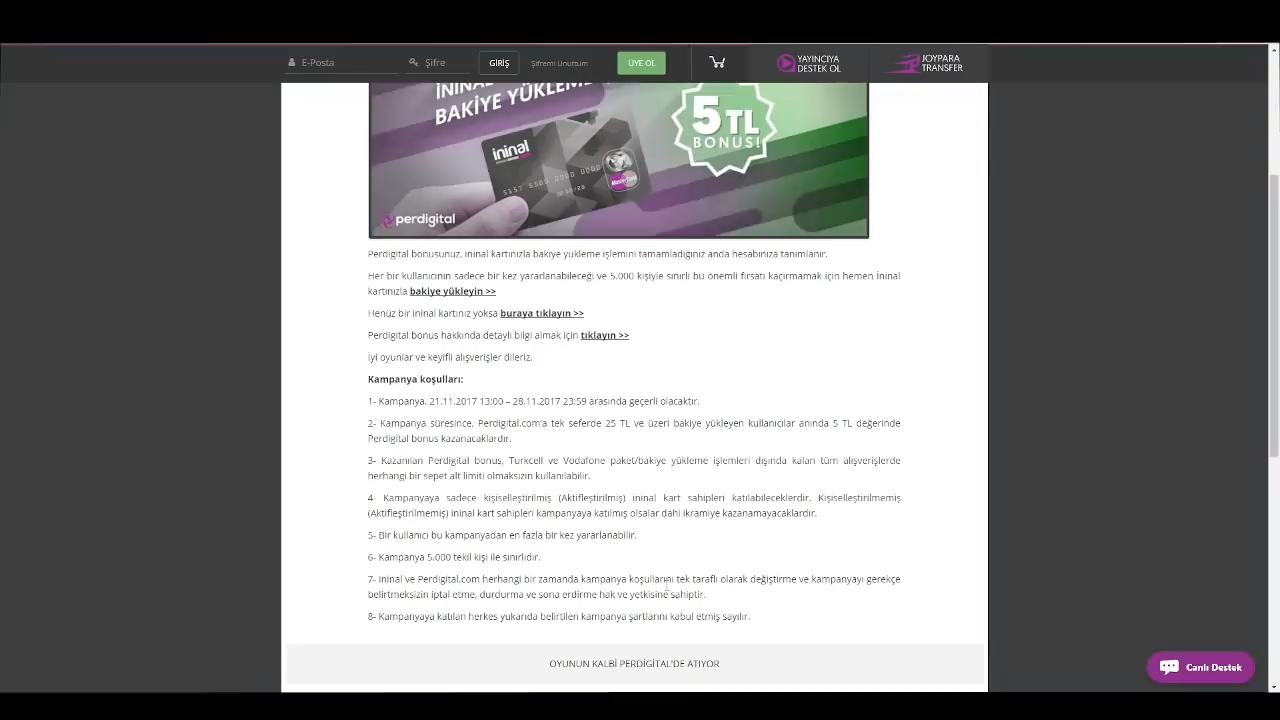 E-Posta
Şifre
GİRİŞ
Şifremi Unuttum
ÜYE OL
YAYINCIYA
DESTEK OL
JOYPARA
TRANSFER
BAKİYE YÜKLEME
5 TL
BONUS!
ininal
perdigital
Perdigital bonusunuz, ininal kartınızla bakiye yükleme işlemini tamamladığınız anda hesabınıza tanımlanır.
Her bir kullanıcının sadece bir kez yararlanabileceği ve 5.000 kişiyle sınırlı bu önemli fırsatı kaçırmamak için hemen İninal
kartınızla bakiye yükleyin >>
Henüz bir ininal kartınız yoksa buraya tıklayın >>
Perdigital bonus hakkında detaylı bilgi almak için tıklayın >>
İyi oyunlar ve keyifli alışverişler dileriz.
Kampanya koşulları:
1- Kampanya, 21.11.2017 13:00 – 28.11.2017 23:59 arasında geçerli olacaktır.
2- Kampanya süresince, Perdigital.com'a tek seferde 25 TL ve üzeri bakiye yükleyen kullanıcılar anında 5 TL değerinde
Perdigital bonus kazanacaklardır.
3- Kazanılan Perdigital bonus, Turkcell ve Vodafone paket/bakiye yükleme işlemleri dışında kalan tüm alışverişlerde
herhangi bir sepet alt limiti olmaksızın kullanılabilir.
4- Kampanyaya sadece kişiselleştirilmiş (Aktifleştirilmiş) ininal kart sahipleri katılabileceklerdir. Kişiselleştirilmemiş
(Aktifleştirilmemiş) ininal kart sahipleri kampanyaya katılmış olsalar dahi ikramiye kazanamayacaklardır.
5- Bir kullanıcı bu kampanyadan en fazla bir kez yararlanabilir.
6- Kampanya 5.000 tekil kişi ile sınırlıdır.
7- ininal ve Perdigital.com herhangi bir zamanda kampanya koşullarını tek taraflı olarak değiştirme ve kampanyayı gerekçe
belirtmeksizin iptal etme, durdurma ve sona erdirme hak ve yetkisine sahiptir.
8- Kampanyaya katılan herkes yukarıda belirtilen kampanya şartlarını kabul etmiş sayılır.
OYUNUN KALBİ PERDİGİTAL'DE ATIYOR
Canlı Destek